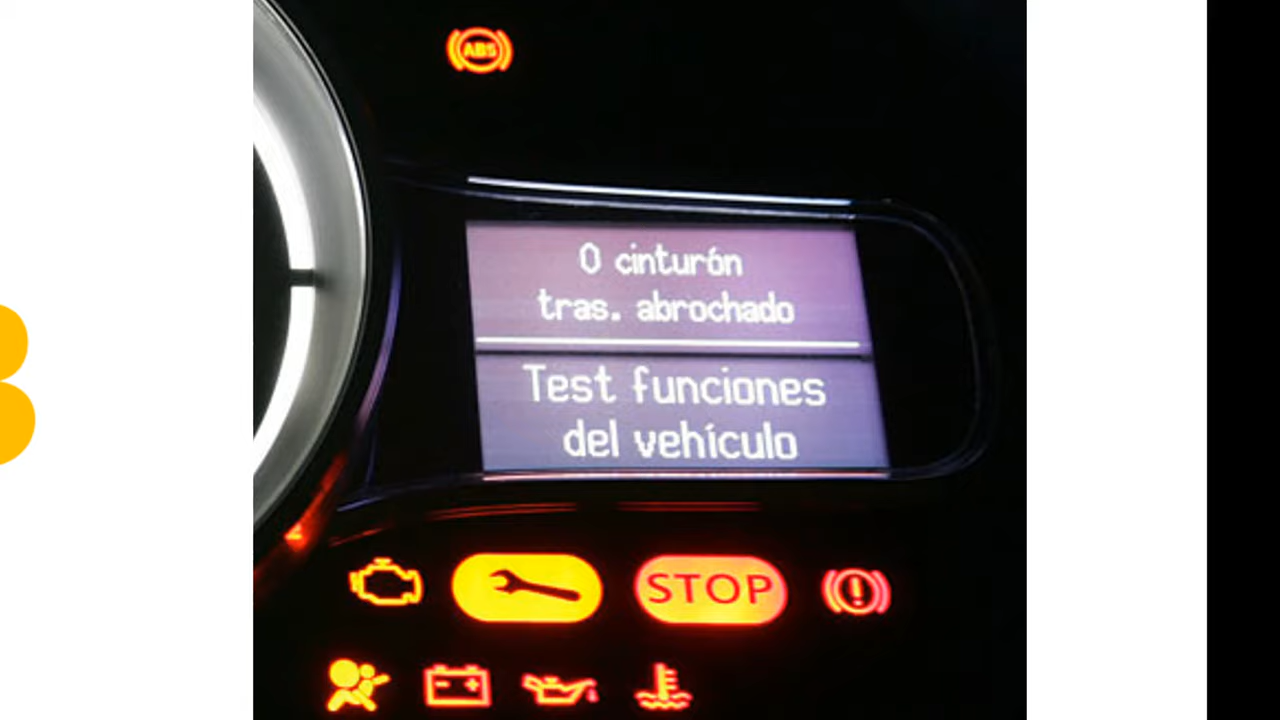 ABS
0 cinturón
tras. abrochado
Test funciones
del vehículo
STOP